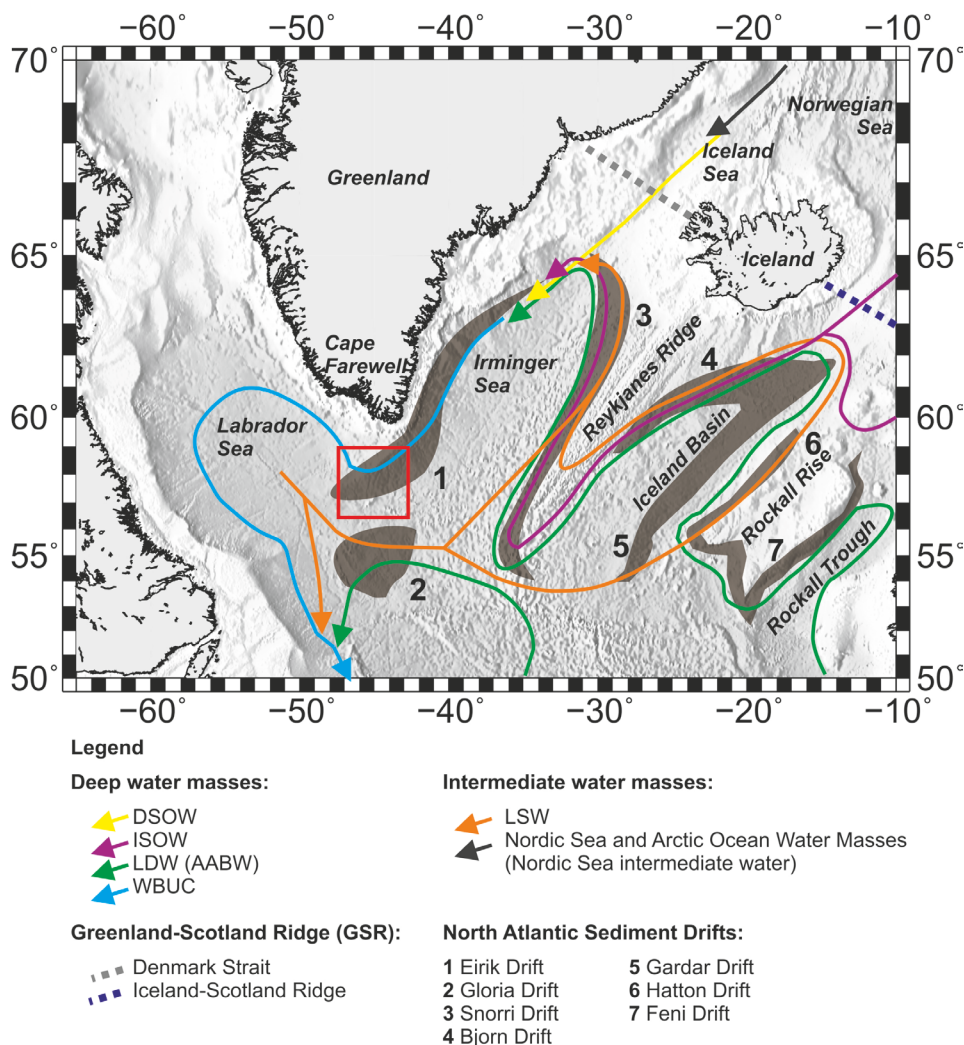 −60° −50° −40° −30° −20° −10°
70° 70°
Norwegian
Sea
Iceland
Sea
Greenland
65° 65°
Iceland
3
Cape
Farewell
Irminger
Sea
Reykjanes Ridge
4
60° 60°
Labrador
Sea
Iceland Basin
6
Rockall Rise
1
55° 55°
5
7
Rockall Trough
2
50° 50°
−60° −50° −40° −30° −20° −10°
Legend
Deep water masses:
DSOW
ISOW
LDW (AABW)
WBUC
Intermediate water masses:
LSW
Nordic Sea and Arctic Ocean Water Masses
(Nordic Sea intermediate water)
Greenland-Scotland Ridge (GSR):
Denmark Strait
Iceland-Scotland Ridge
North Atlantic Sediment Drifts:
1 Eirik Drift
2 Gloria Drift
3 Snorri Drift
4 Bjorn Drift
5 Gardar Drift
6 Hatton Drift
7 Feni Drift